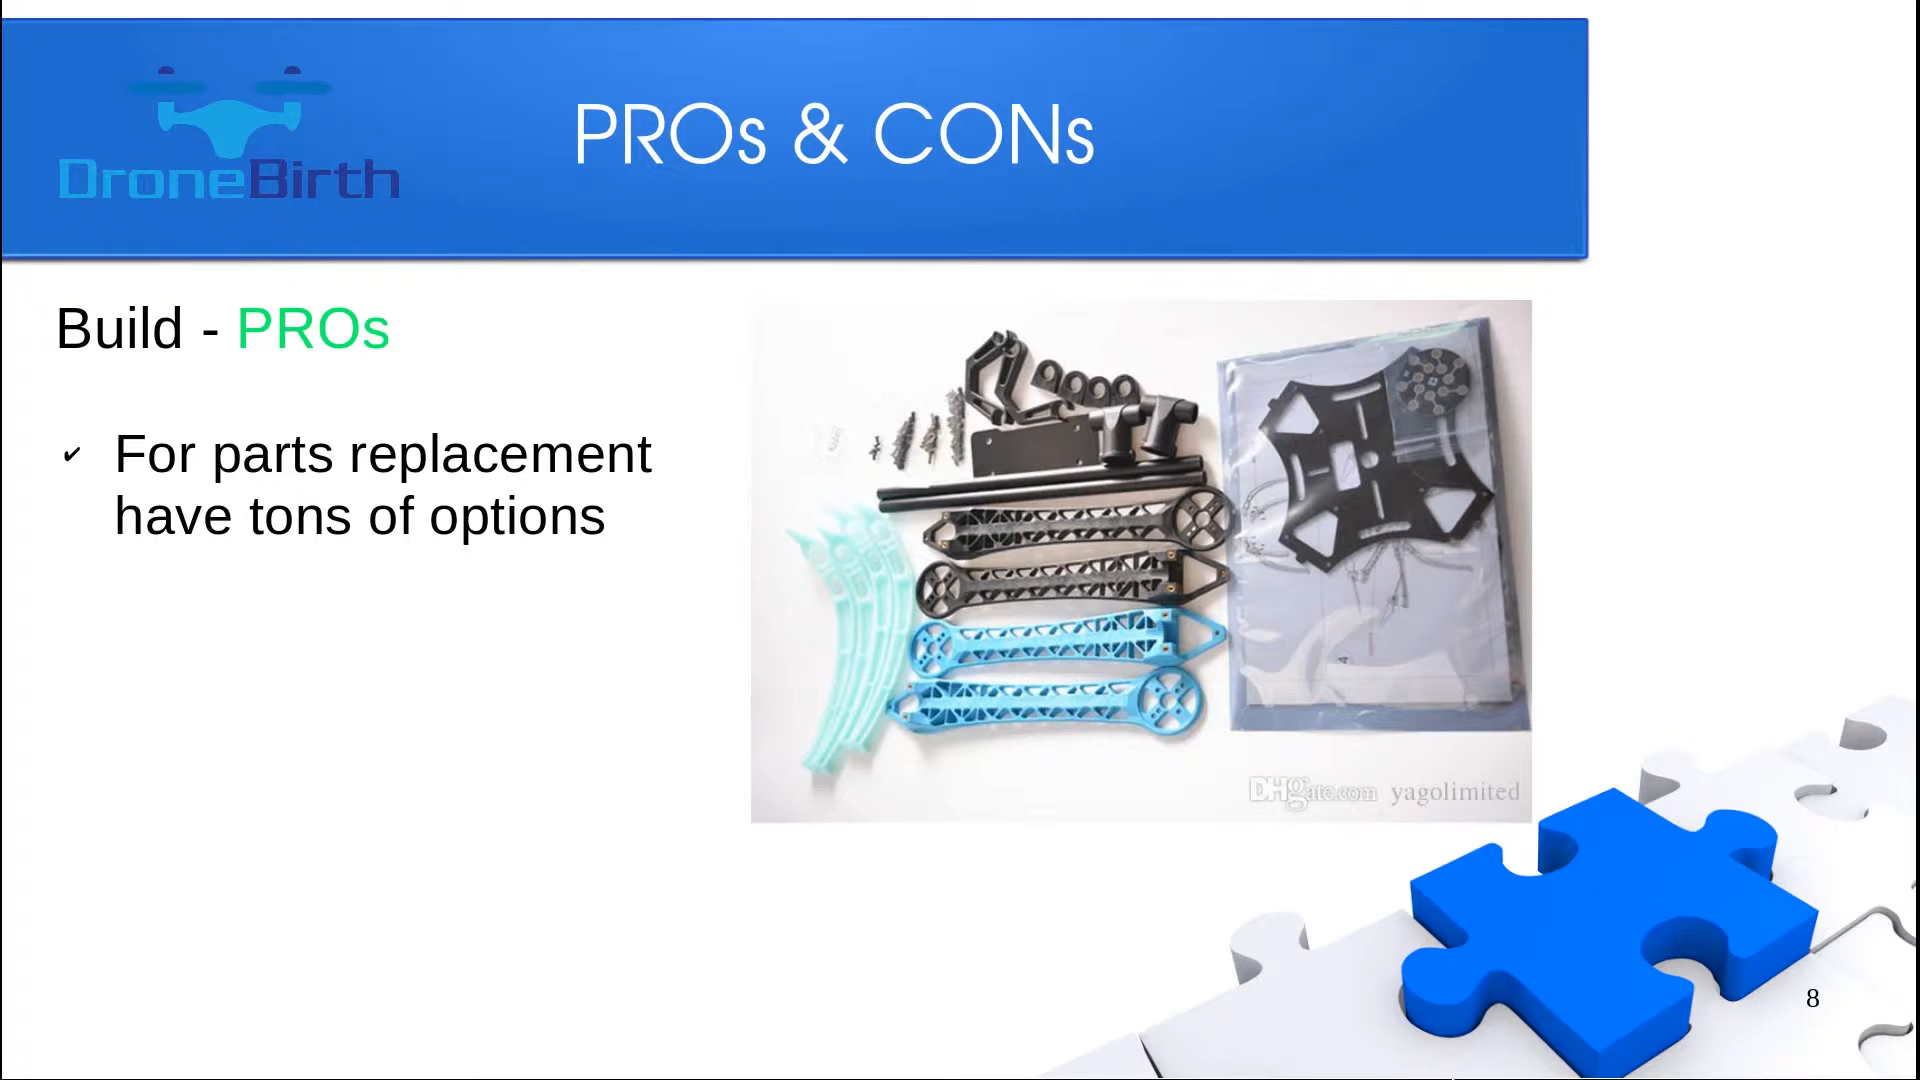 DroneBirth
PROs & CONs
Build - PROs
✔ For parts replacement
have tons of options
DHgate.com yagolimited
8